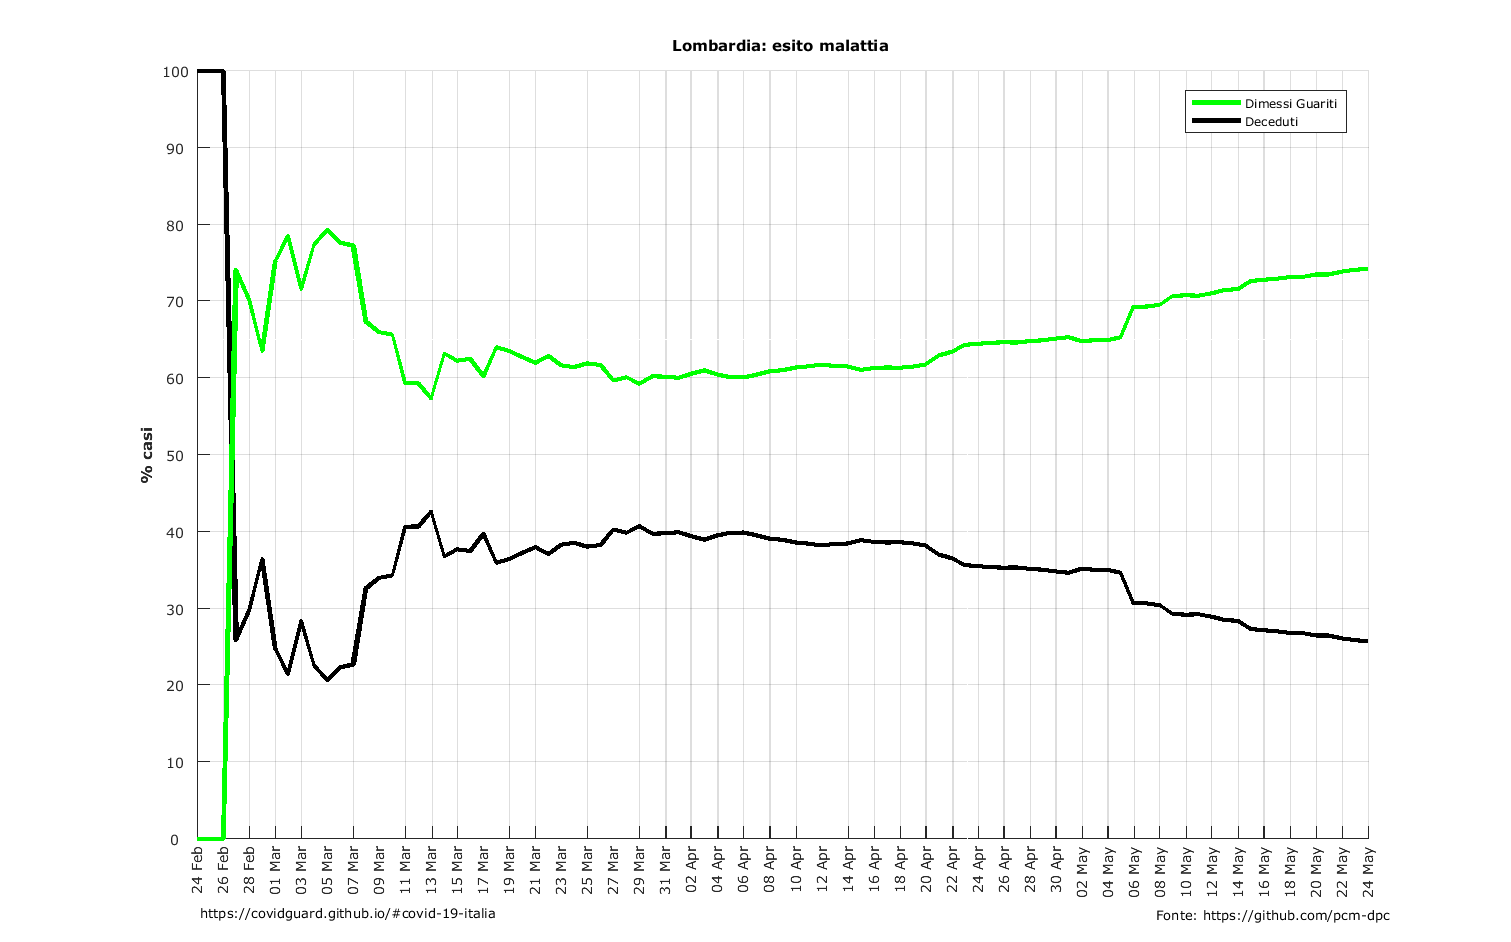 Lombardia: esito malattia
Dimessi Guariti
Deceduti
% casi
100
90
80
70
60
50
40
30
20
10
0
24 Feb
26 Feb
28 Feb
01 Mar
03 Mar
05 Mar
07 Mar
09 Mar
11 Mar
13 Mar
15 Mar
17 Mar
19 Mar
21 Mar
23 Mar
25 Mar
27 Mar
29 Mar
31 Mar
02 Apr
04 Apr
06 Apr
08 Apr
10 Apr
12 Apr
14 Apr
16 Apr
18 Apr
20 Apr
22 Apr
24 Apr
26 Apr
28 Apr
30 Apr
02 May
04 May
06 May
08 May
10 May
12 May
14 May
16 May
18 May
20 May
22 May
24 May
https://covidguard.github.io/#covid-19-italia
Fonte: https://github.com/pcm-dpc